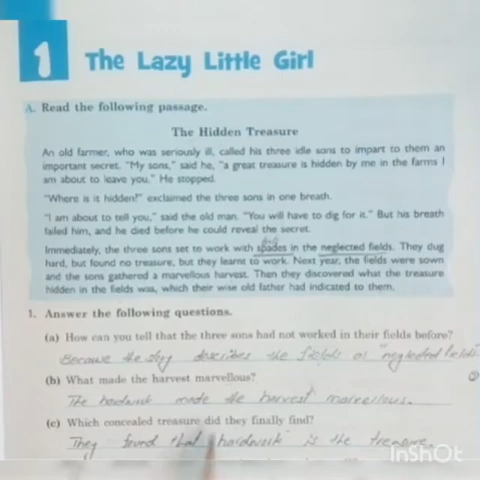 1 The Lazy Little Girl
A. Read the following passage.
The Hidden Treasure
An old farmer, who was seriously ill, called his three idle sons to impart to them an
important secret. "My sons," said he, "a great treasure is hidden by me in the farms I
am about to leave you." He stopped.
"Where is it hidden?" exclaimed the three sons in one breath.
"I am about to tell you," said the old man. "You will have to dig for it." But his breath
failed him, and he died before he could reveal the secret.
Immediately, the three sons set to work with spades in the neglected fields. They dug
hard, but found no treasure, but they learnt to work. Next year, the fields were sown
and the sons gathered a marvellous harvest. Then they discovered what the treasure
hidden in the fields was, which their wise old father had indicated to them.
1. Answer the following questions.
(a) How can you tell that the three sons had not worked in their fields before?
Because the story describes the fields as "neglected fields".
(b) What made the harvest marvellous?
The hardwork made the harvest marvellous.
(c) Which concealed treasure did they finally find?
They found that 'hardwork' is the treasure.
InShOt